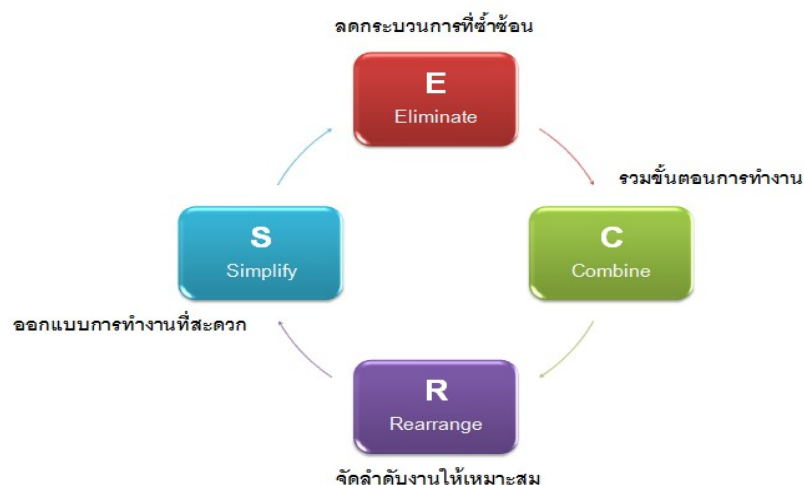 ลดกระบวนการที่ซ้ำซ้อน
E
Eliminate
รวมขั้นตอนการทำงาน
C
Combine
R
Rearrange
จัดลำดับงานให้เหมาะสม
S
Simplify
ออกแบบการทำงานที่สะดวก